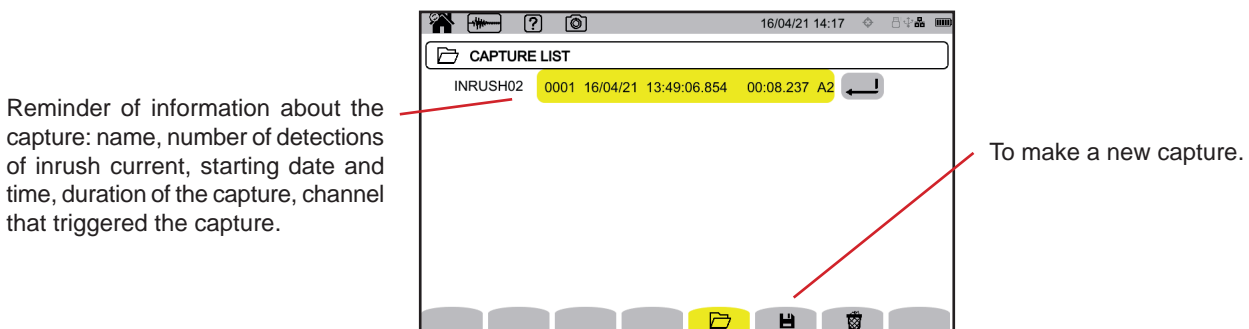 16/04/21 14:17
CAPTURE LIST
INRUSH02 0001 16/04/21 13:49:06.854 00:08.237 A2
Reminder of information about the
capture: name, number of detections
of inrush current, starting date and
time, duration of the capture, channel
that triggered the capture.
To make a new capture.